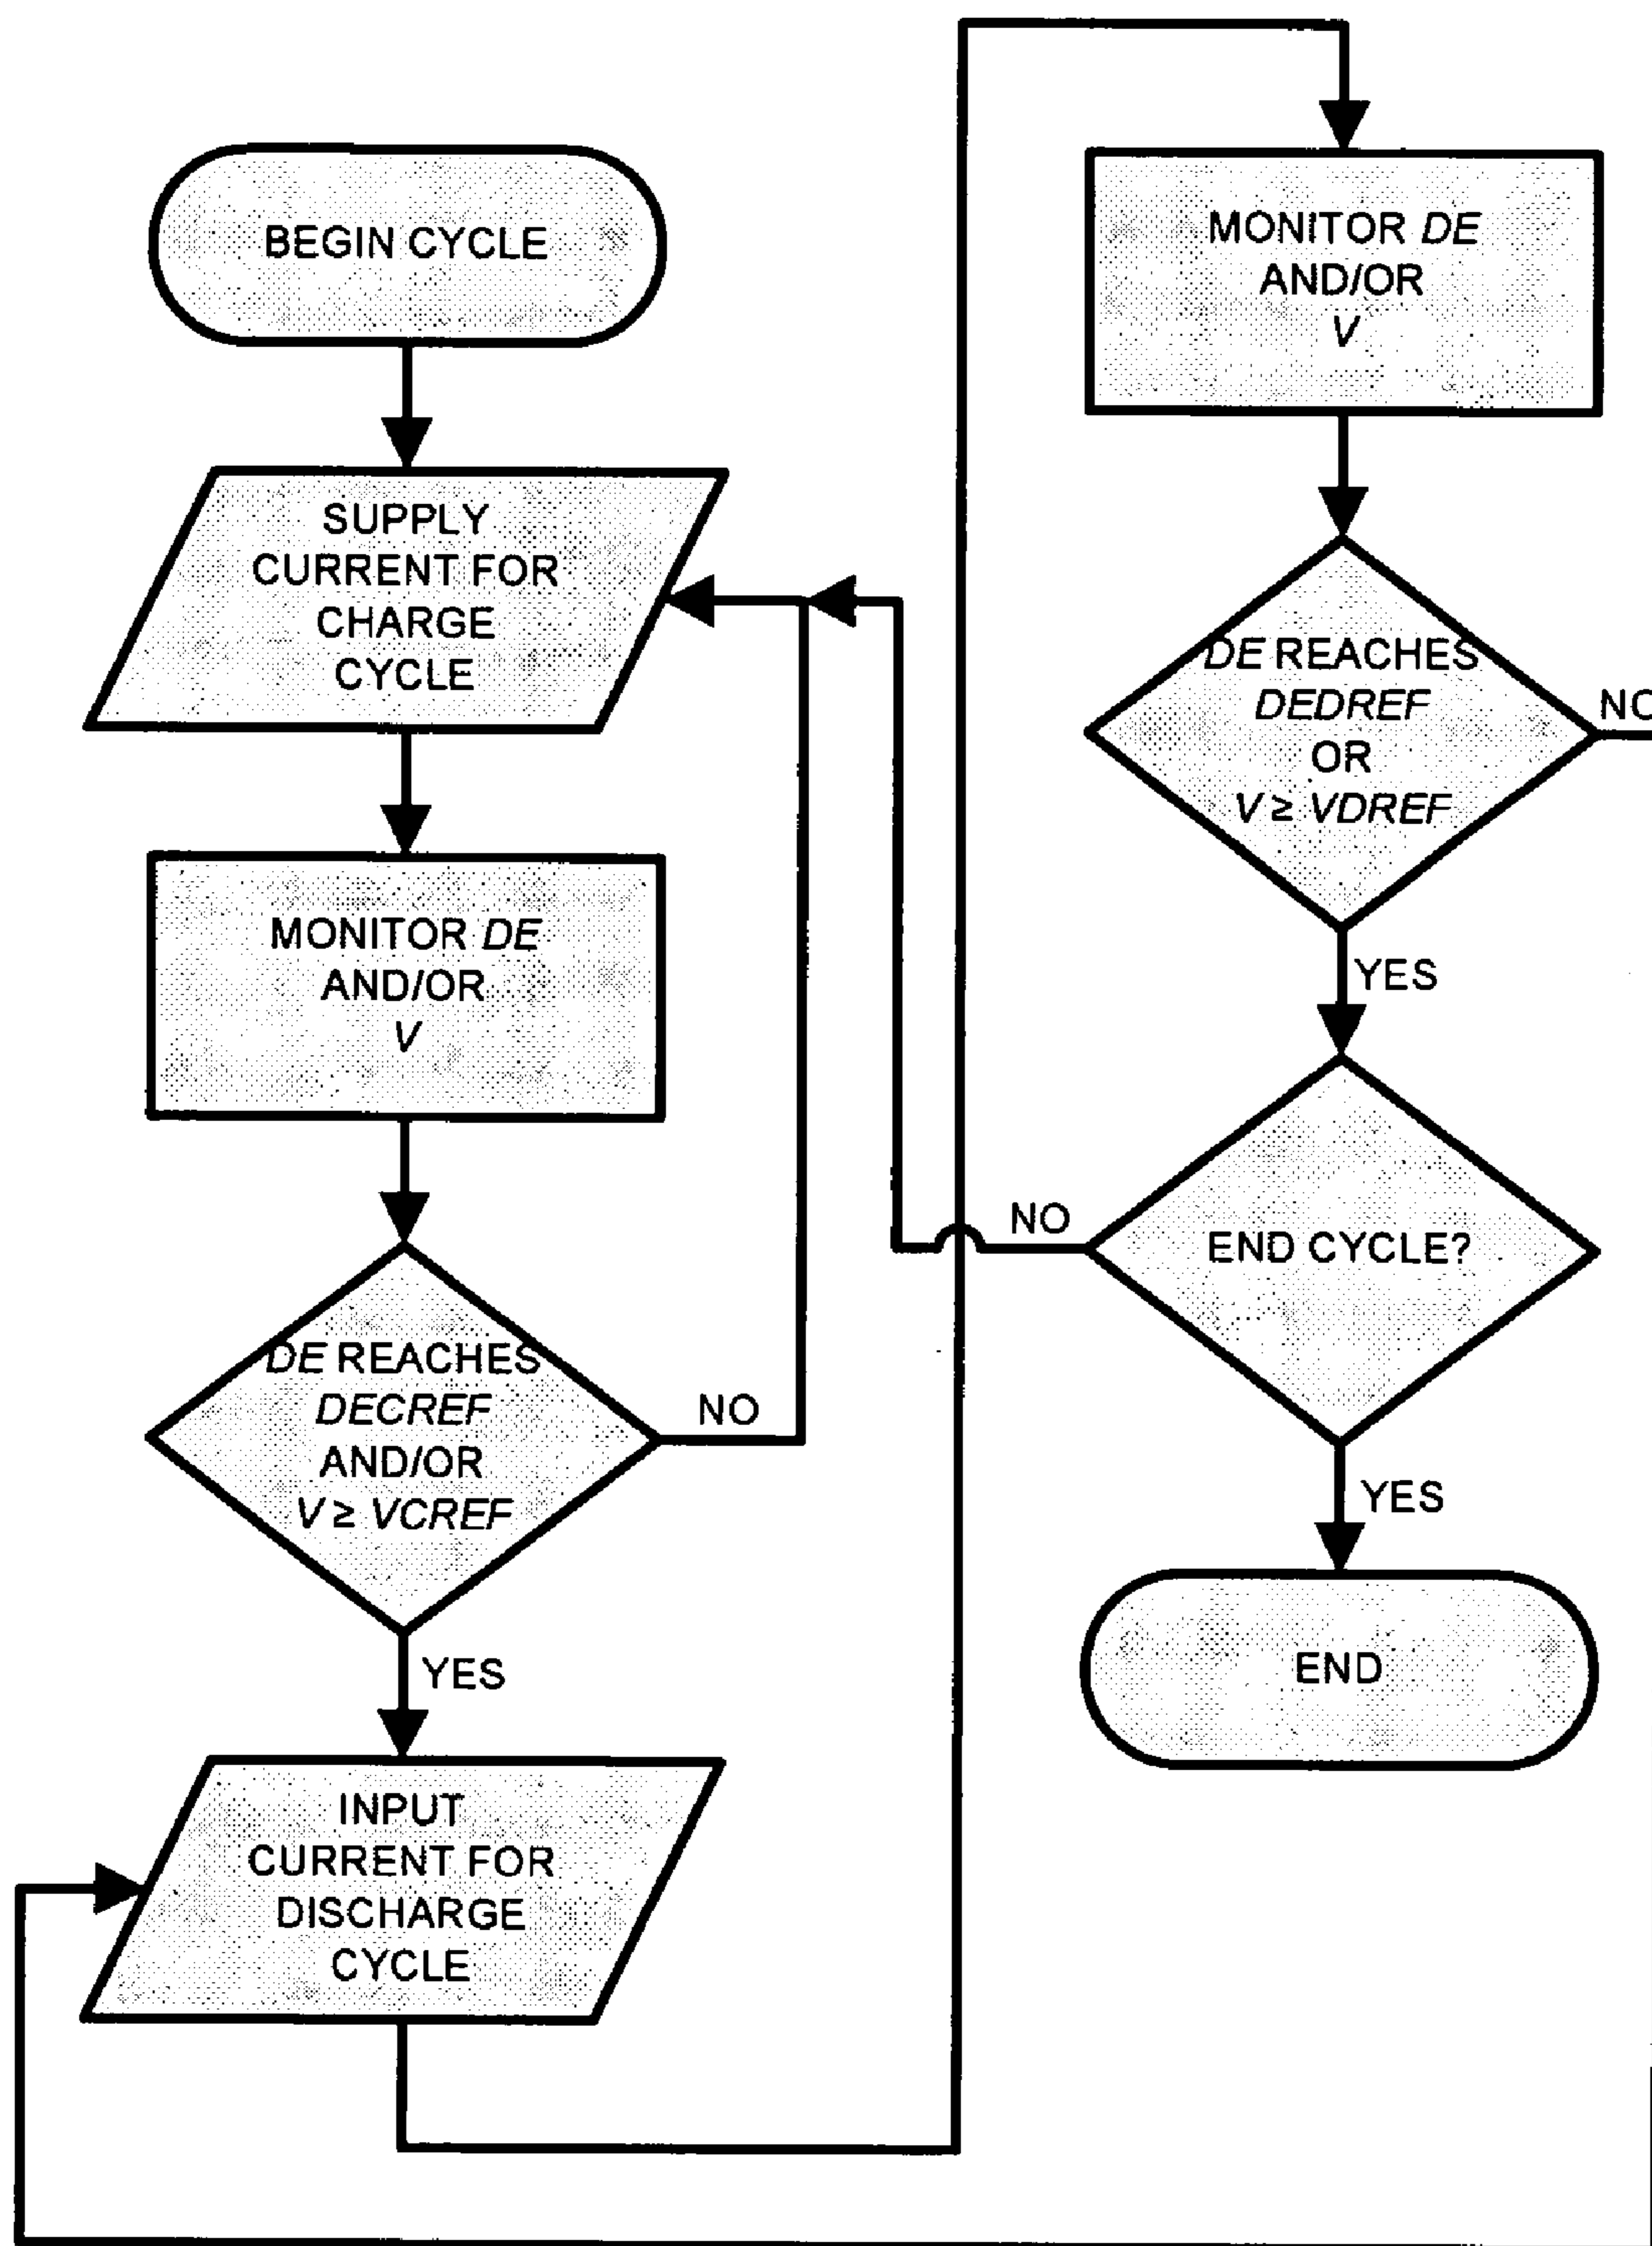 BEGIN CYCLE
SUPPLY
CURRENT FOR
CHARGE
CYCLE
MONITOR DE
AND/OR
V
DE REACHES
DECREF
AND/OR
V ≥ VCREF
NO
YES
INPUT
CURRENT FOR
DISCHARGE
CYCLE
MONITOR DE
AND/OR
V
DE REACHES
DEDREF
OR
V ≥ VDREF
NO
YES
END CYCLE?
NO
YES
END